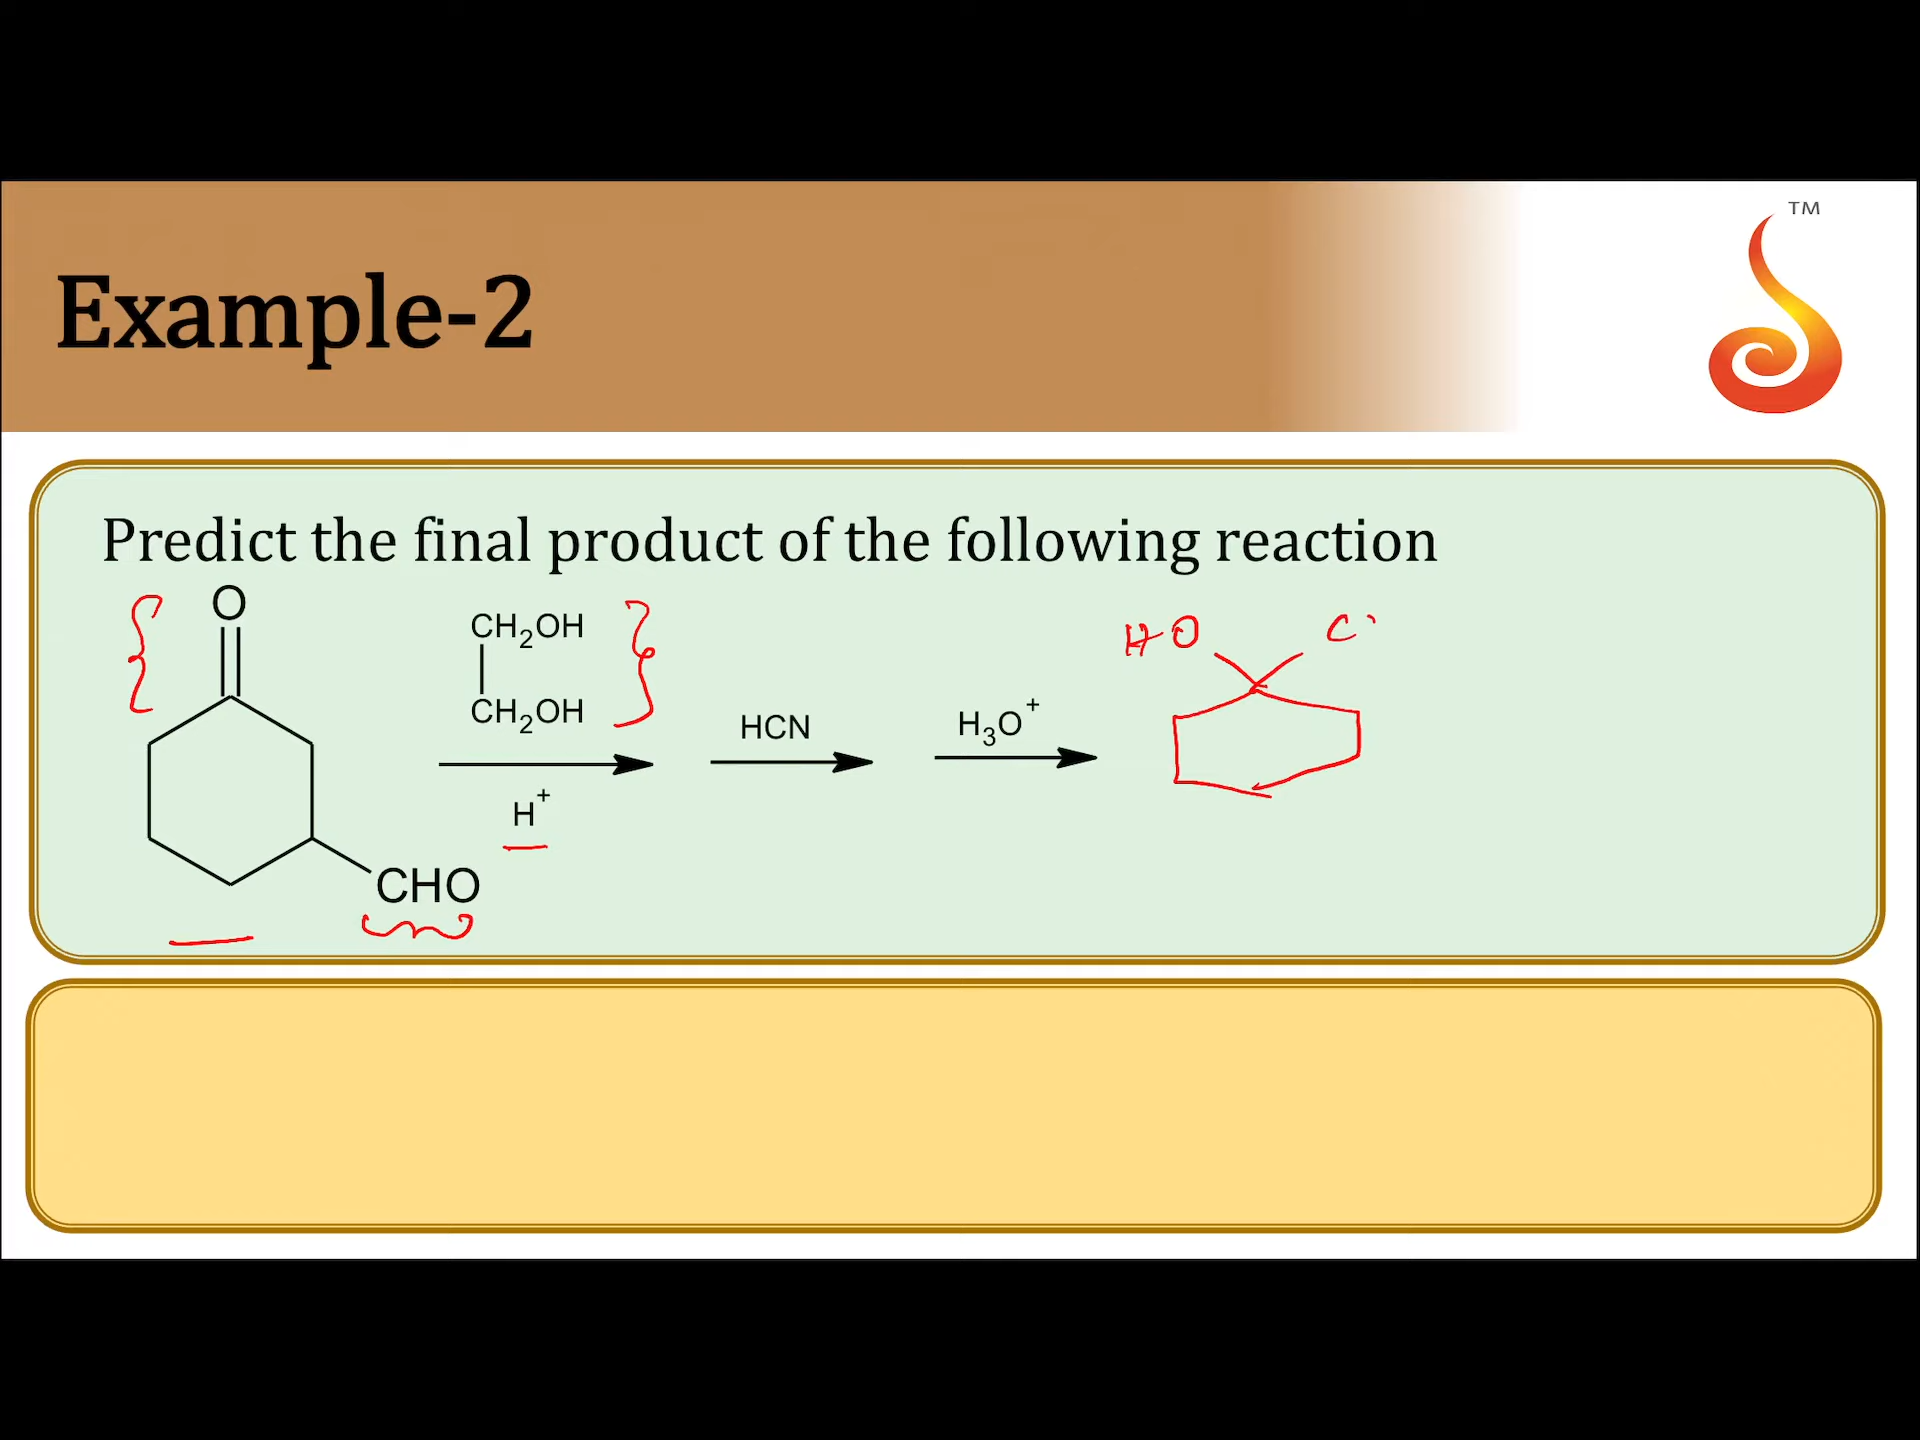 TM
Example-2
Predict the final product of the following reaction
O
CH2OH
CH2OH
H+
CHO
HCN
H3O+
HO
C